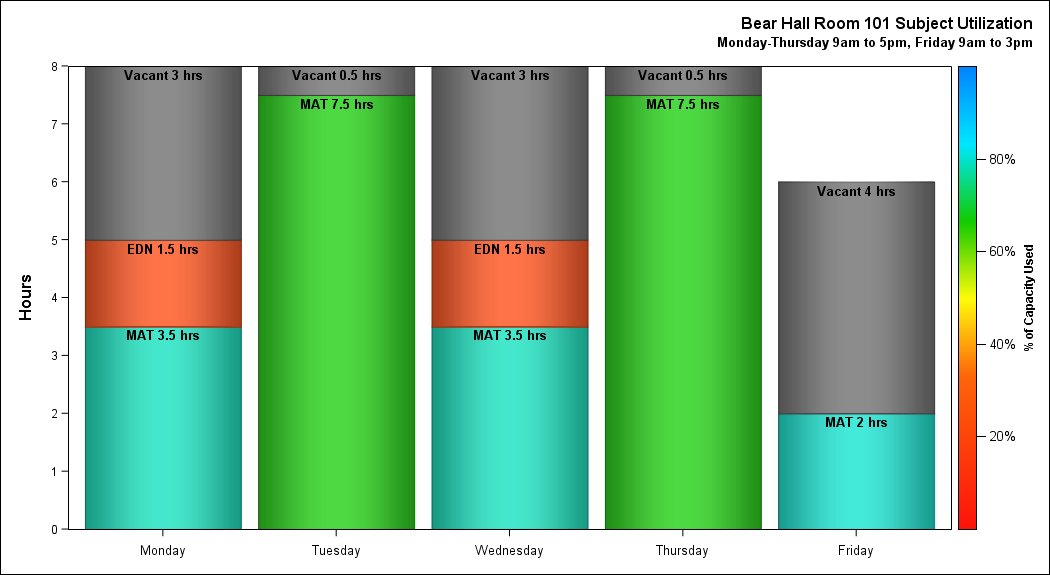 Bear Hall Room 101 Subject Utilization
Monday-Thursday 9am to 5pm, Friday 9am to 3pm
8
7
6
5
4
3
2
1
0
Hours
Vacant 3 hrs
EDN 1.5 hrs
MAT 3.5 hrs
Vacant 0.5 hrs
MAT 7.5 hrs
Vacant 3 hrs
EDN 1.5 hrs
MAT 3.5 hrs
Vacant 0.5 hrs
MAT 7.5 hrs
Vacant 4 hrs
MAT 2 hrs
Monday
Tuesday
Wednesday
Thursday
Friday
80%
60%
40%
20%
% of Capacity Used